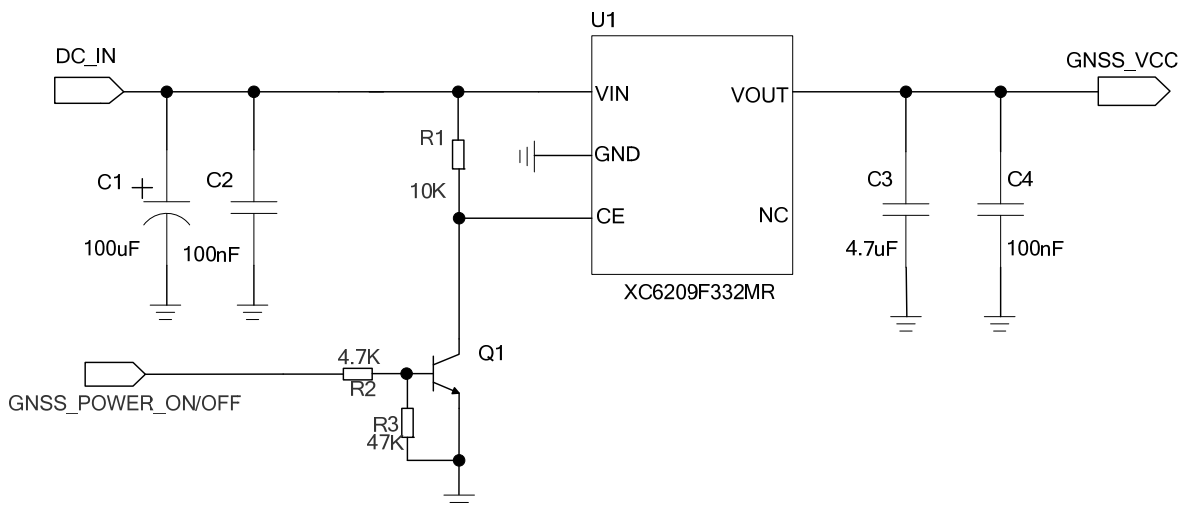 U1
DC_IN
GNSS_VCC
VIN
VOUT
R1
GND
10K
C1
+
C2
C3
C4
CE
NC
100uF
100nF
4.7uF
100nF
XC6209F332MR
4.7K
Q1
R2
GNSS_POWER_ON/OFF
R3
47K